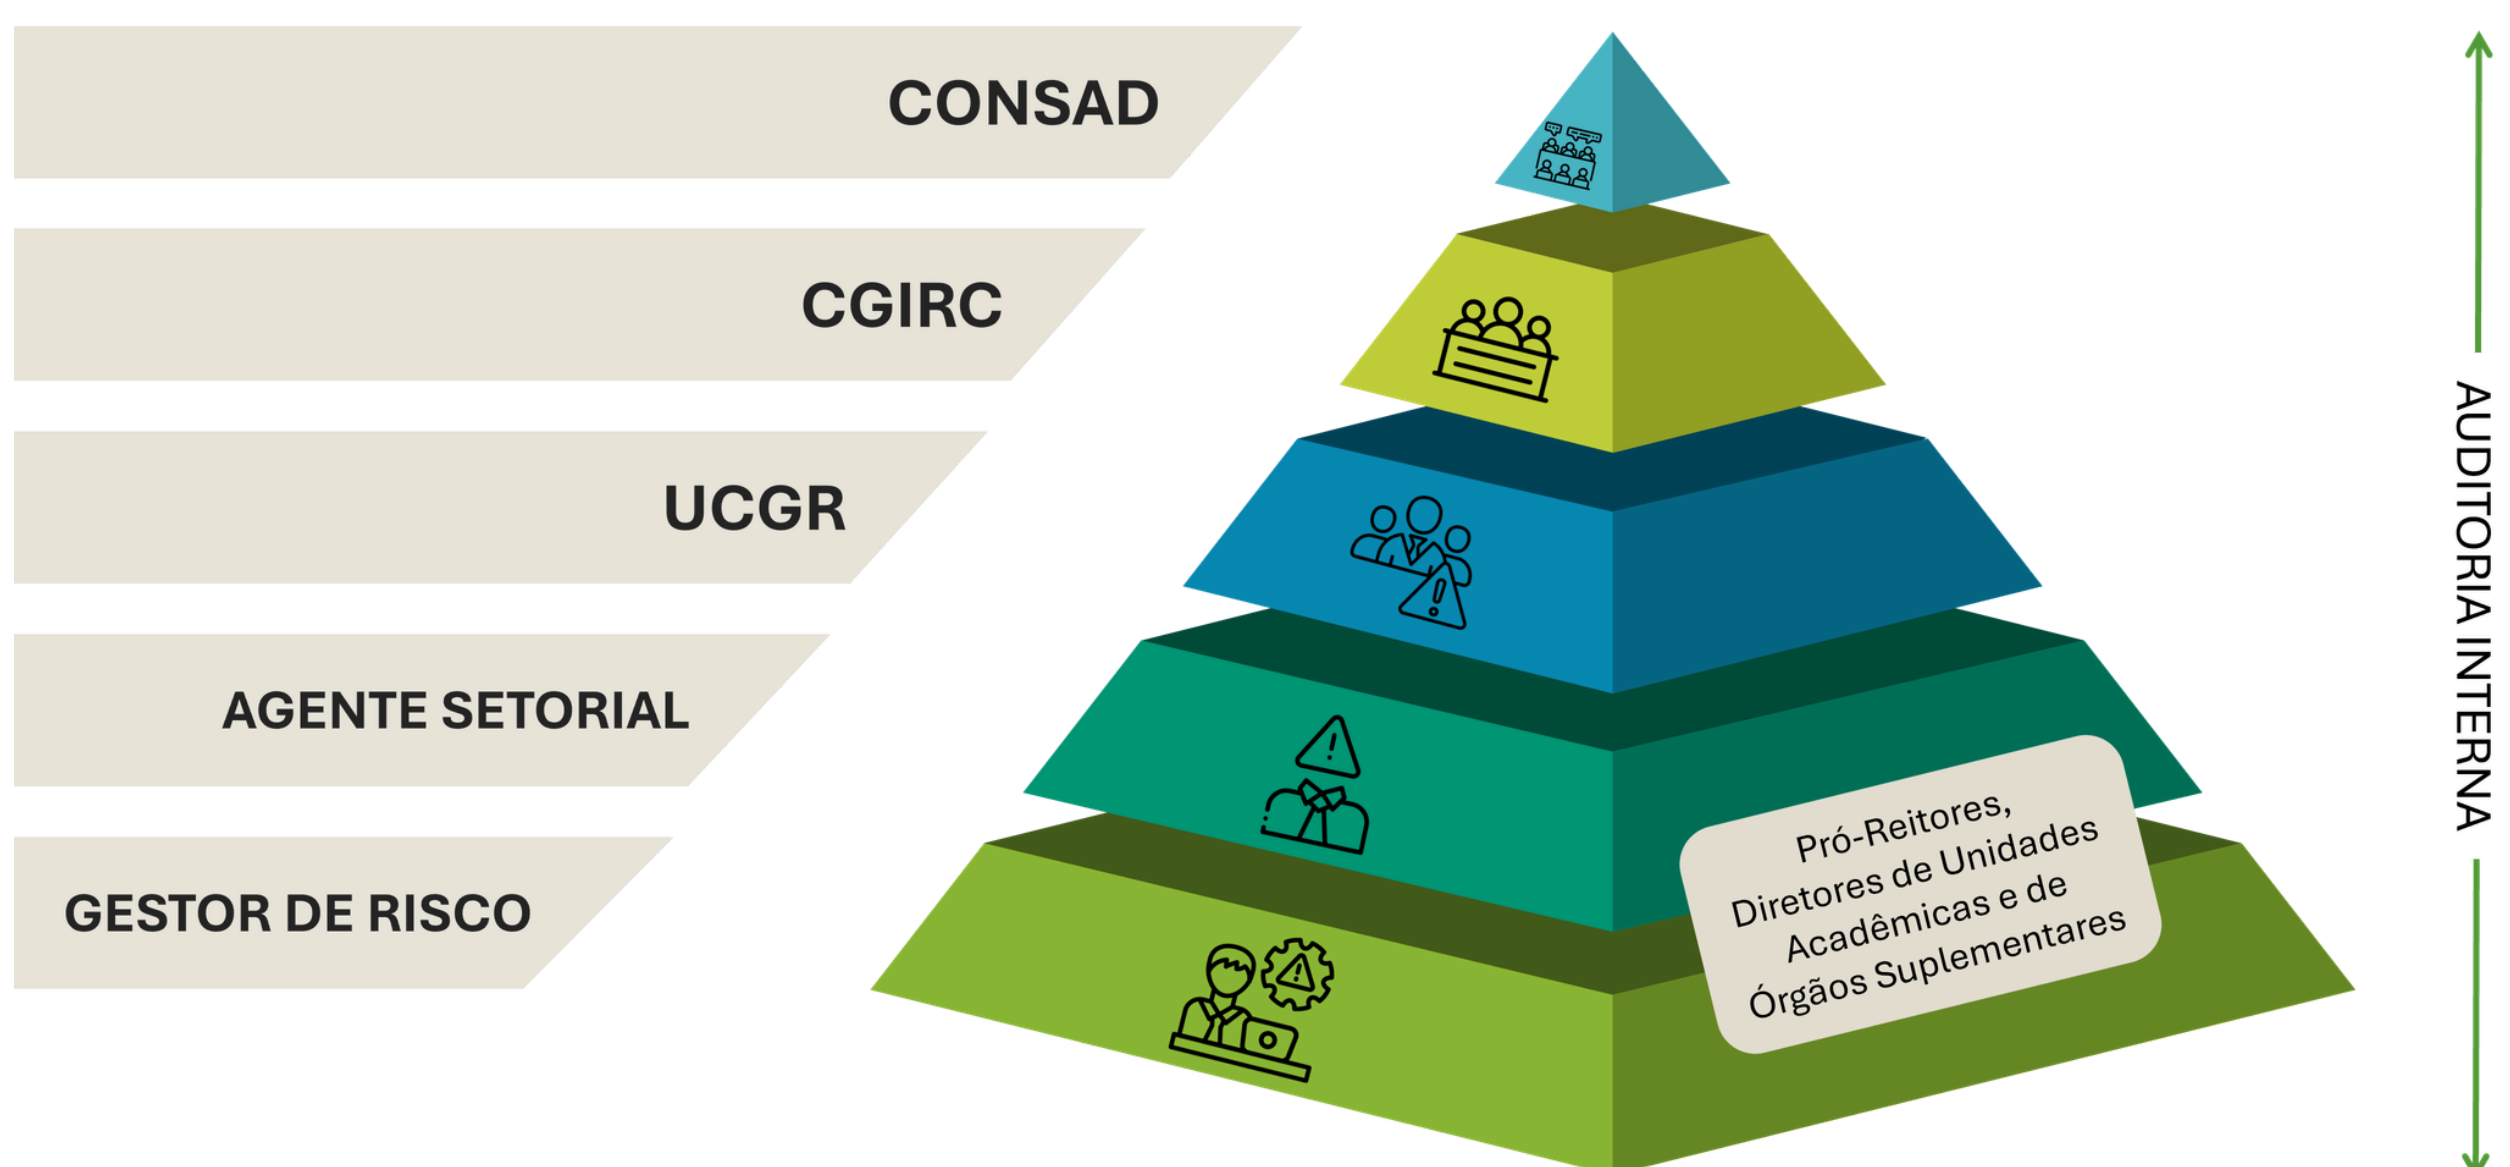 CONSAD
CGIRC
UCGR
AGENTE SETORIAL
GESTOR DE RISCO
Pró-Reitores,
Diretores de Unidades
Acadêmicas e de
Órgãos Suplementares
AUDITORIA INTERNA